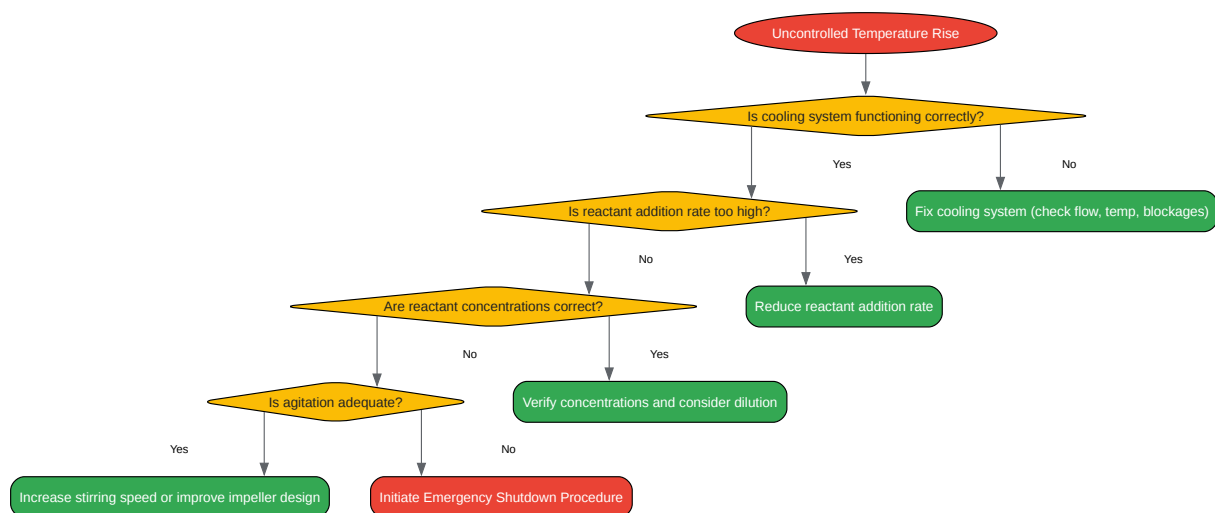 Uncontrolled Temperature Rise
Is cooling system functioning correctly?
Yes
No
Is reactant addition rate too high?
Fix cooling system (check flow, temp, blockages)
No
Yes
Are reactant concentrations correct?
Reduce reactant addition rate
No
Yes
Is agitation adequate?
Verify concentrations and consider dilution
Yes
No
Increase stirring speed or improve impeller design
Initiate Emergency Shutdown Procedure